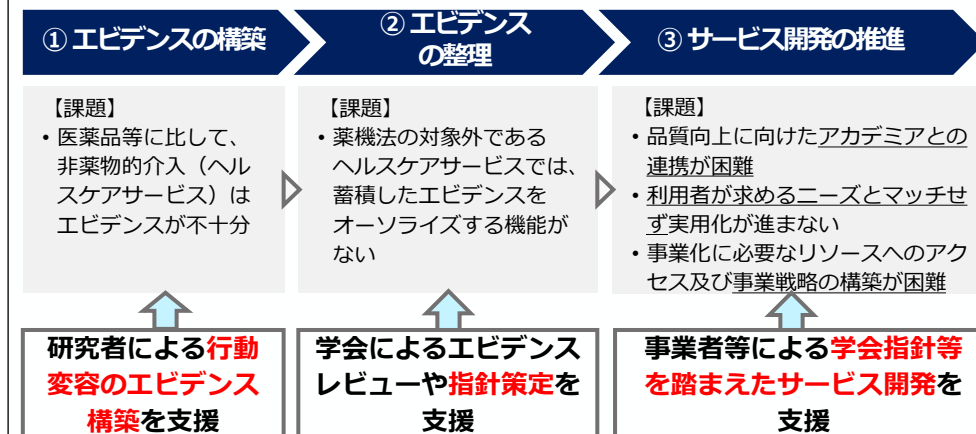 ① エビデンスの構築
② エビデンス
の整理
③ サービス開発の推進
【課題】
・医薬品等に比して、
非薬物的介入（ヘル
スケアサービス）は
エビデンスが不十分
【課題】
・薬機法の対象外である
ヘルスケアサービスでは、
蓄積したエビデンスを
オーソライズする機能が
ない
【課題】
・品質向上に向けたアカデミアとの
連携が困難
・利用者が求めるニーズとマッチせ
ず実用化が進まない
・事業化に必要なリソースへのアク
セス及び事業戦略の構築が困難
研究者による行動
変容のエビデンス
構築を支援
学会によるエビデンス
レビューや指針策定を
支援
事業者等による学会指針等
を踏まえたサービス開発を
支援